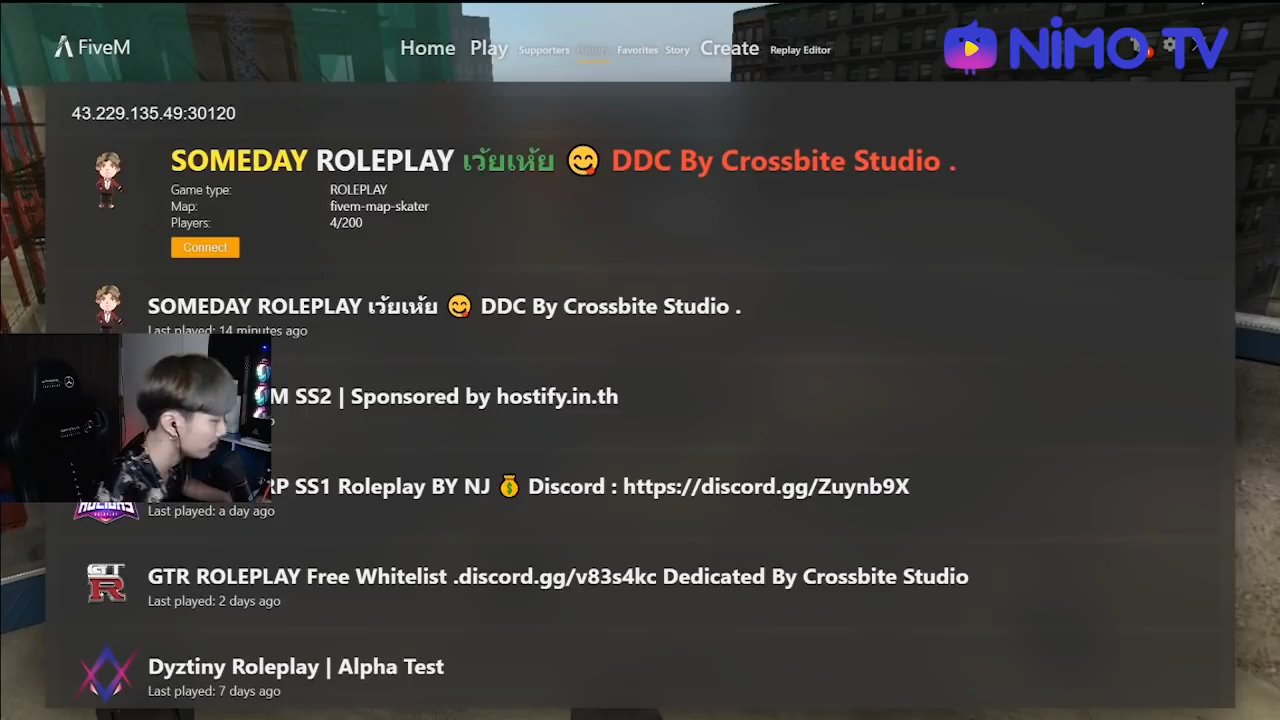 FiveM
Home Play Supporters History Favorites Story Create Replay Editor
NiMO TV
43.229.135.49:30120
SOMEDAY ROLEPLAY เว้ยเห้ย 😋 DDC By Crossbite Studio .
Game type: ROLEPLAY
Map: fivem-map-skater
Players: 4/200
Connect
SOMEDAY ROLEPLAY เว้ยเห้ย 😋 DDC By Crossbite Studio .
Last played: 14 minutes ago
M SS2 | Sponsored by hostify.in.th
RP SS1 Roleplay BY NJ 💰 Discord : https://discord.gg/Zuynb9X
Last played: a day ago
GTR ROLEPLAY Free Whitelist .discord.gg/v83s4kc Dedicated By Crossbite Studio
Last played: 2 days ago
Dyztiny Roleplay | Alpha Test
Last played: 7 days ago